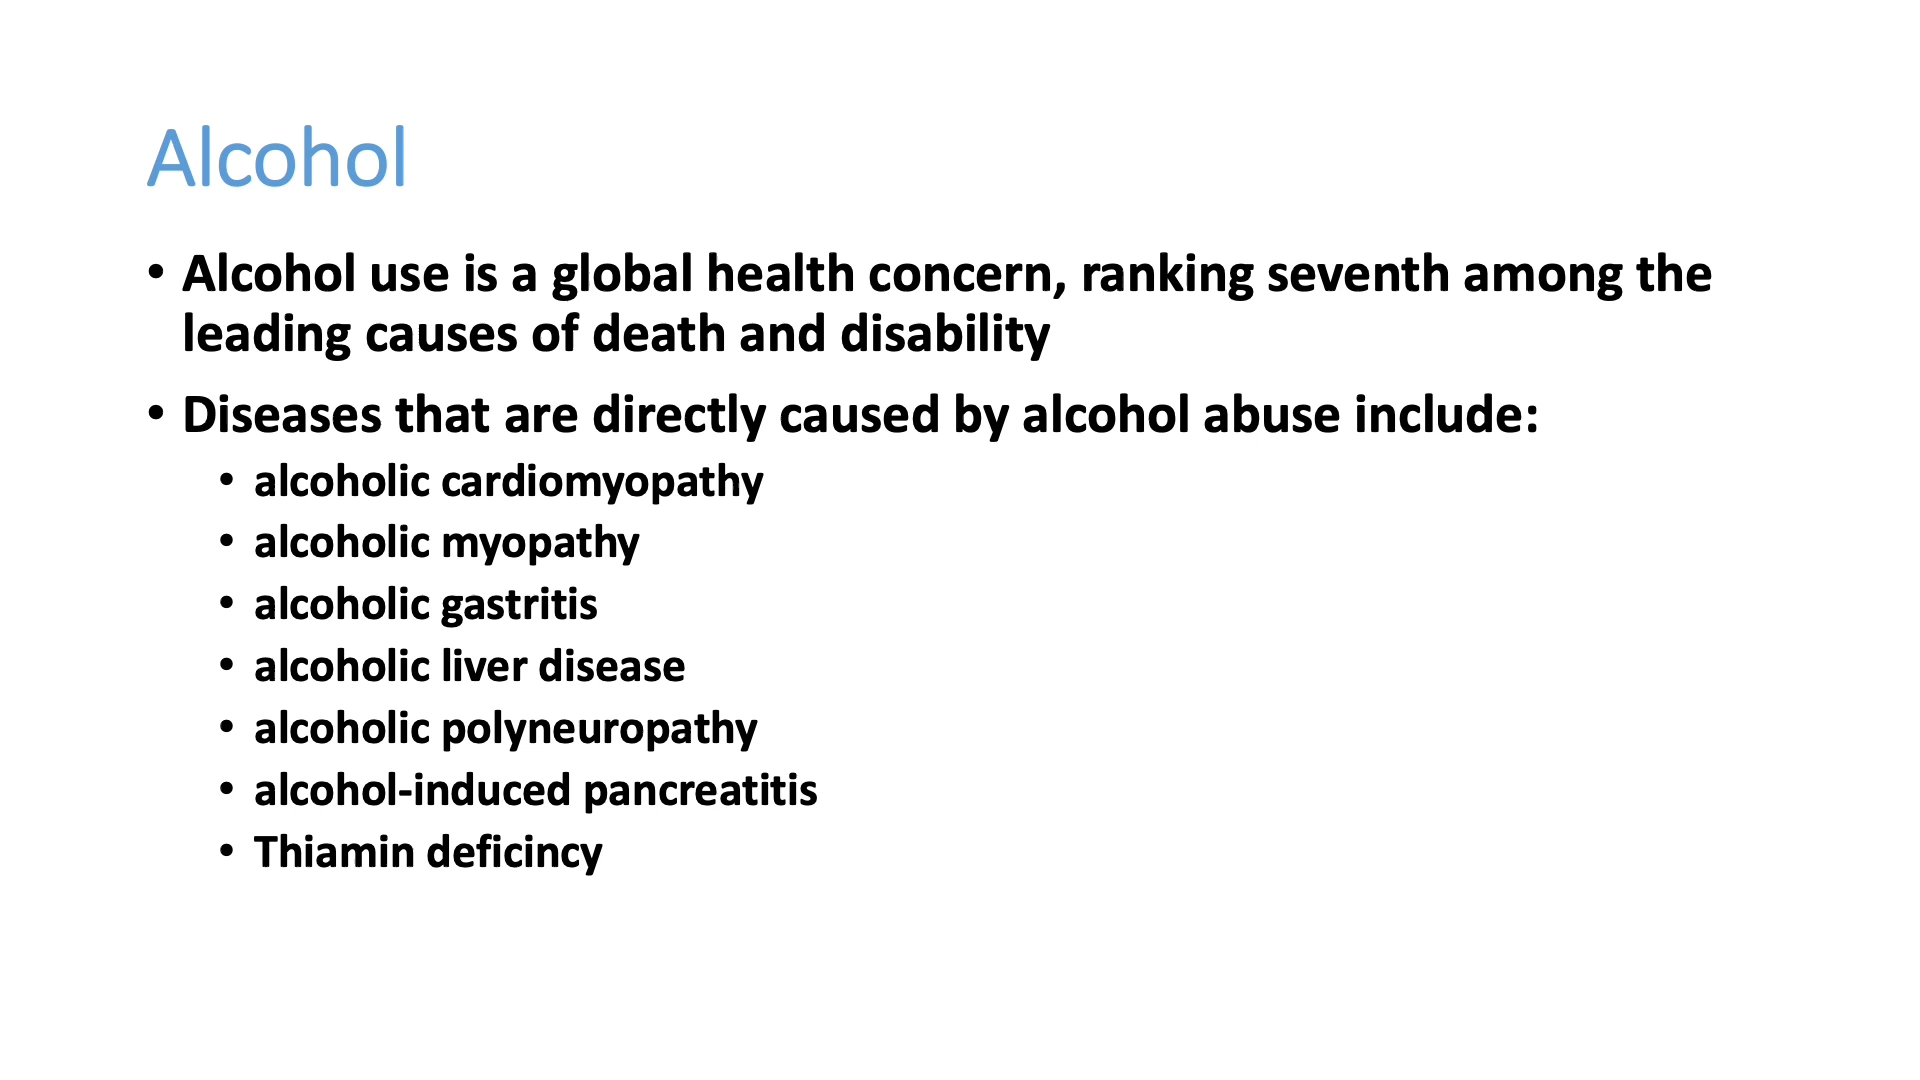 Alcohol
• Alcohol use is a global health concern, ranking seventh among the
leading causes of death and disability
• Diseases that are directly caused by alcohol abuse include:
• alcoholic cardiomyopathy
• alcoholic myopathy
• alcoholic gastritis
• alcoholic liver disease
• alcoholic polyneuropathy
• alcohol-induced pancreatitis
• Thiamin deficincy